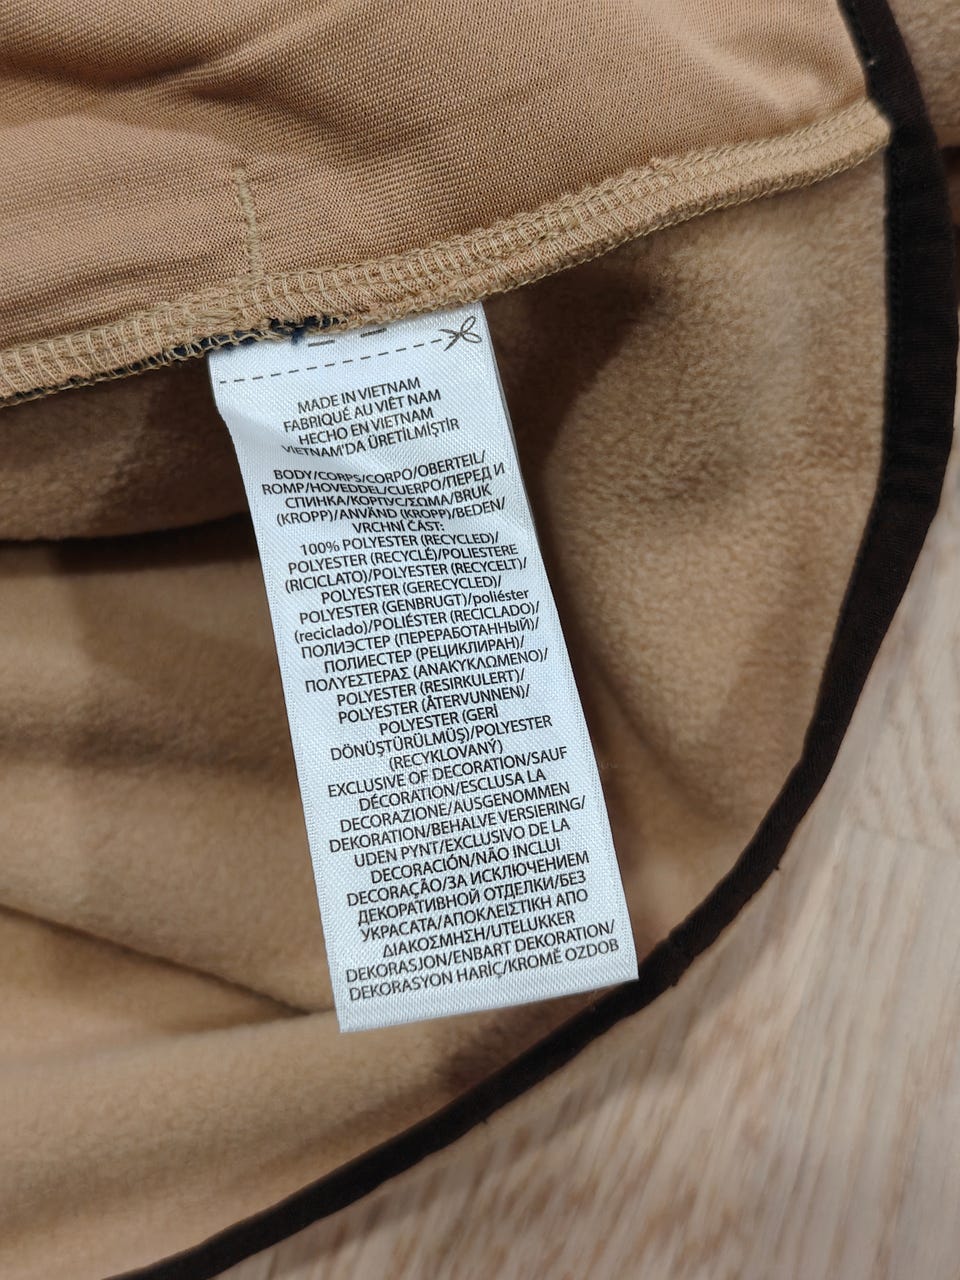 MADE IN VIETNAM
FABRIQUÉ AU VIÊT NAM
HECHO EN VIETNAM
VIETNAM'DA ÜRETİLMİŞTİR
BODY/CORPS/CORPO/OBERTEIL/
ROMP/HOVEDDEL/CUERPO/ПЕРЕД И
СПИНКА/КОРПУС/ΣΩΜΑ/BRUK
(KROPP)/ANVÄND (KROPP)/BEDEN/
VRCHNÍ ČÁST:
100% POLYESTER (RECYCLED)/
POLYESTER (RECYCLÉ)/POLIESTERE
(RICICLATO)/POLYESTER (RECYCELT)/
POLYESTER (GERECYCLED)/
POLYESTER (GENBRUGT)/poliéster
(reciclado)/POLIÉSTER (RECICLADO)/
ПОЛИЭСТЕР (ПЕРЕРАБОТАННЫЙ)/
ПОЛИЕСТЕР (РЕЦИКЛИРАН)/
ΠΟΛΥΕΣΤΕΡΑΣ (ΑΝΑΚΥΚΛΩΜΕΝΟ)/
POLYESTER (RESIRKULERT)/
POLYESTER (ÅTERVUNNEN)/
POLYESTER (GERİ
DÖNÜŞTÜRÜLMÜŞ)/POLYESTER
(RECYKLOVANÝ)
EXCLUSIVE OF DECORATION/SAUF
DÉCORATION/ESCLUSA LA
DECORAZIONE/AUSGENOMMEN
DEKORATION/BEHALVE VERSIERING/
UDEN PYNT/EXCLUSIVO DE LA
DECORACIÓN/NÃO INCLUI
DECORAÇÃO/ЗА ИСКЛЮЧЕНИЕМ
ДЕКОРАТИВНОЙ ОТДЕЛКИ/БЕЗ
УКРАСАТА/ΑΠΟΚΛΕΙΣΤΙΚΗ ΑΠΟ
ΔΙΑΚΟΣΜΗΣΗ/UTELUKKER
DEKORASJON/ENBART DEKORATION/
DEKORASYON HARİÇ/KROMĚ OZDOB